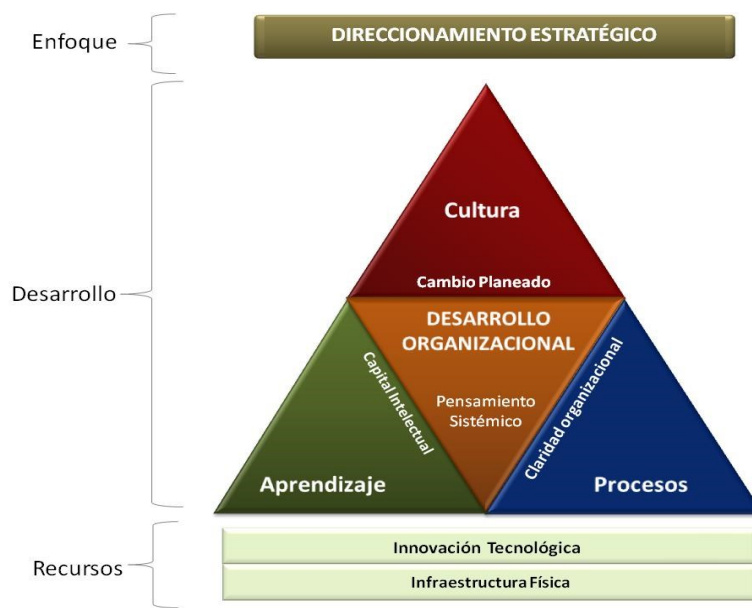 Enfoque
DIRECCIONAMIENTO ESTRATÉGICO
Desarrollo
Cultura
Cambio Planeado
DESARROLLO
ORGANIZACIONAL
Pensamiento
Sistémico
Capital Intelectual
Claridad organizacional
Aprendizaje
Procesos
Recursos
Innovación Tecnológica
Infraestructura Física